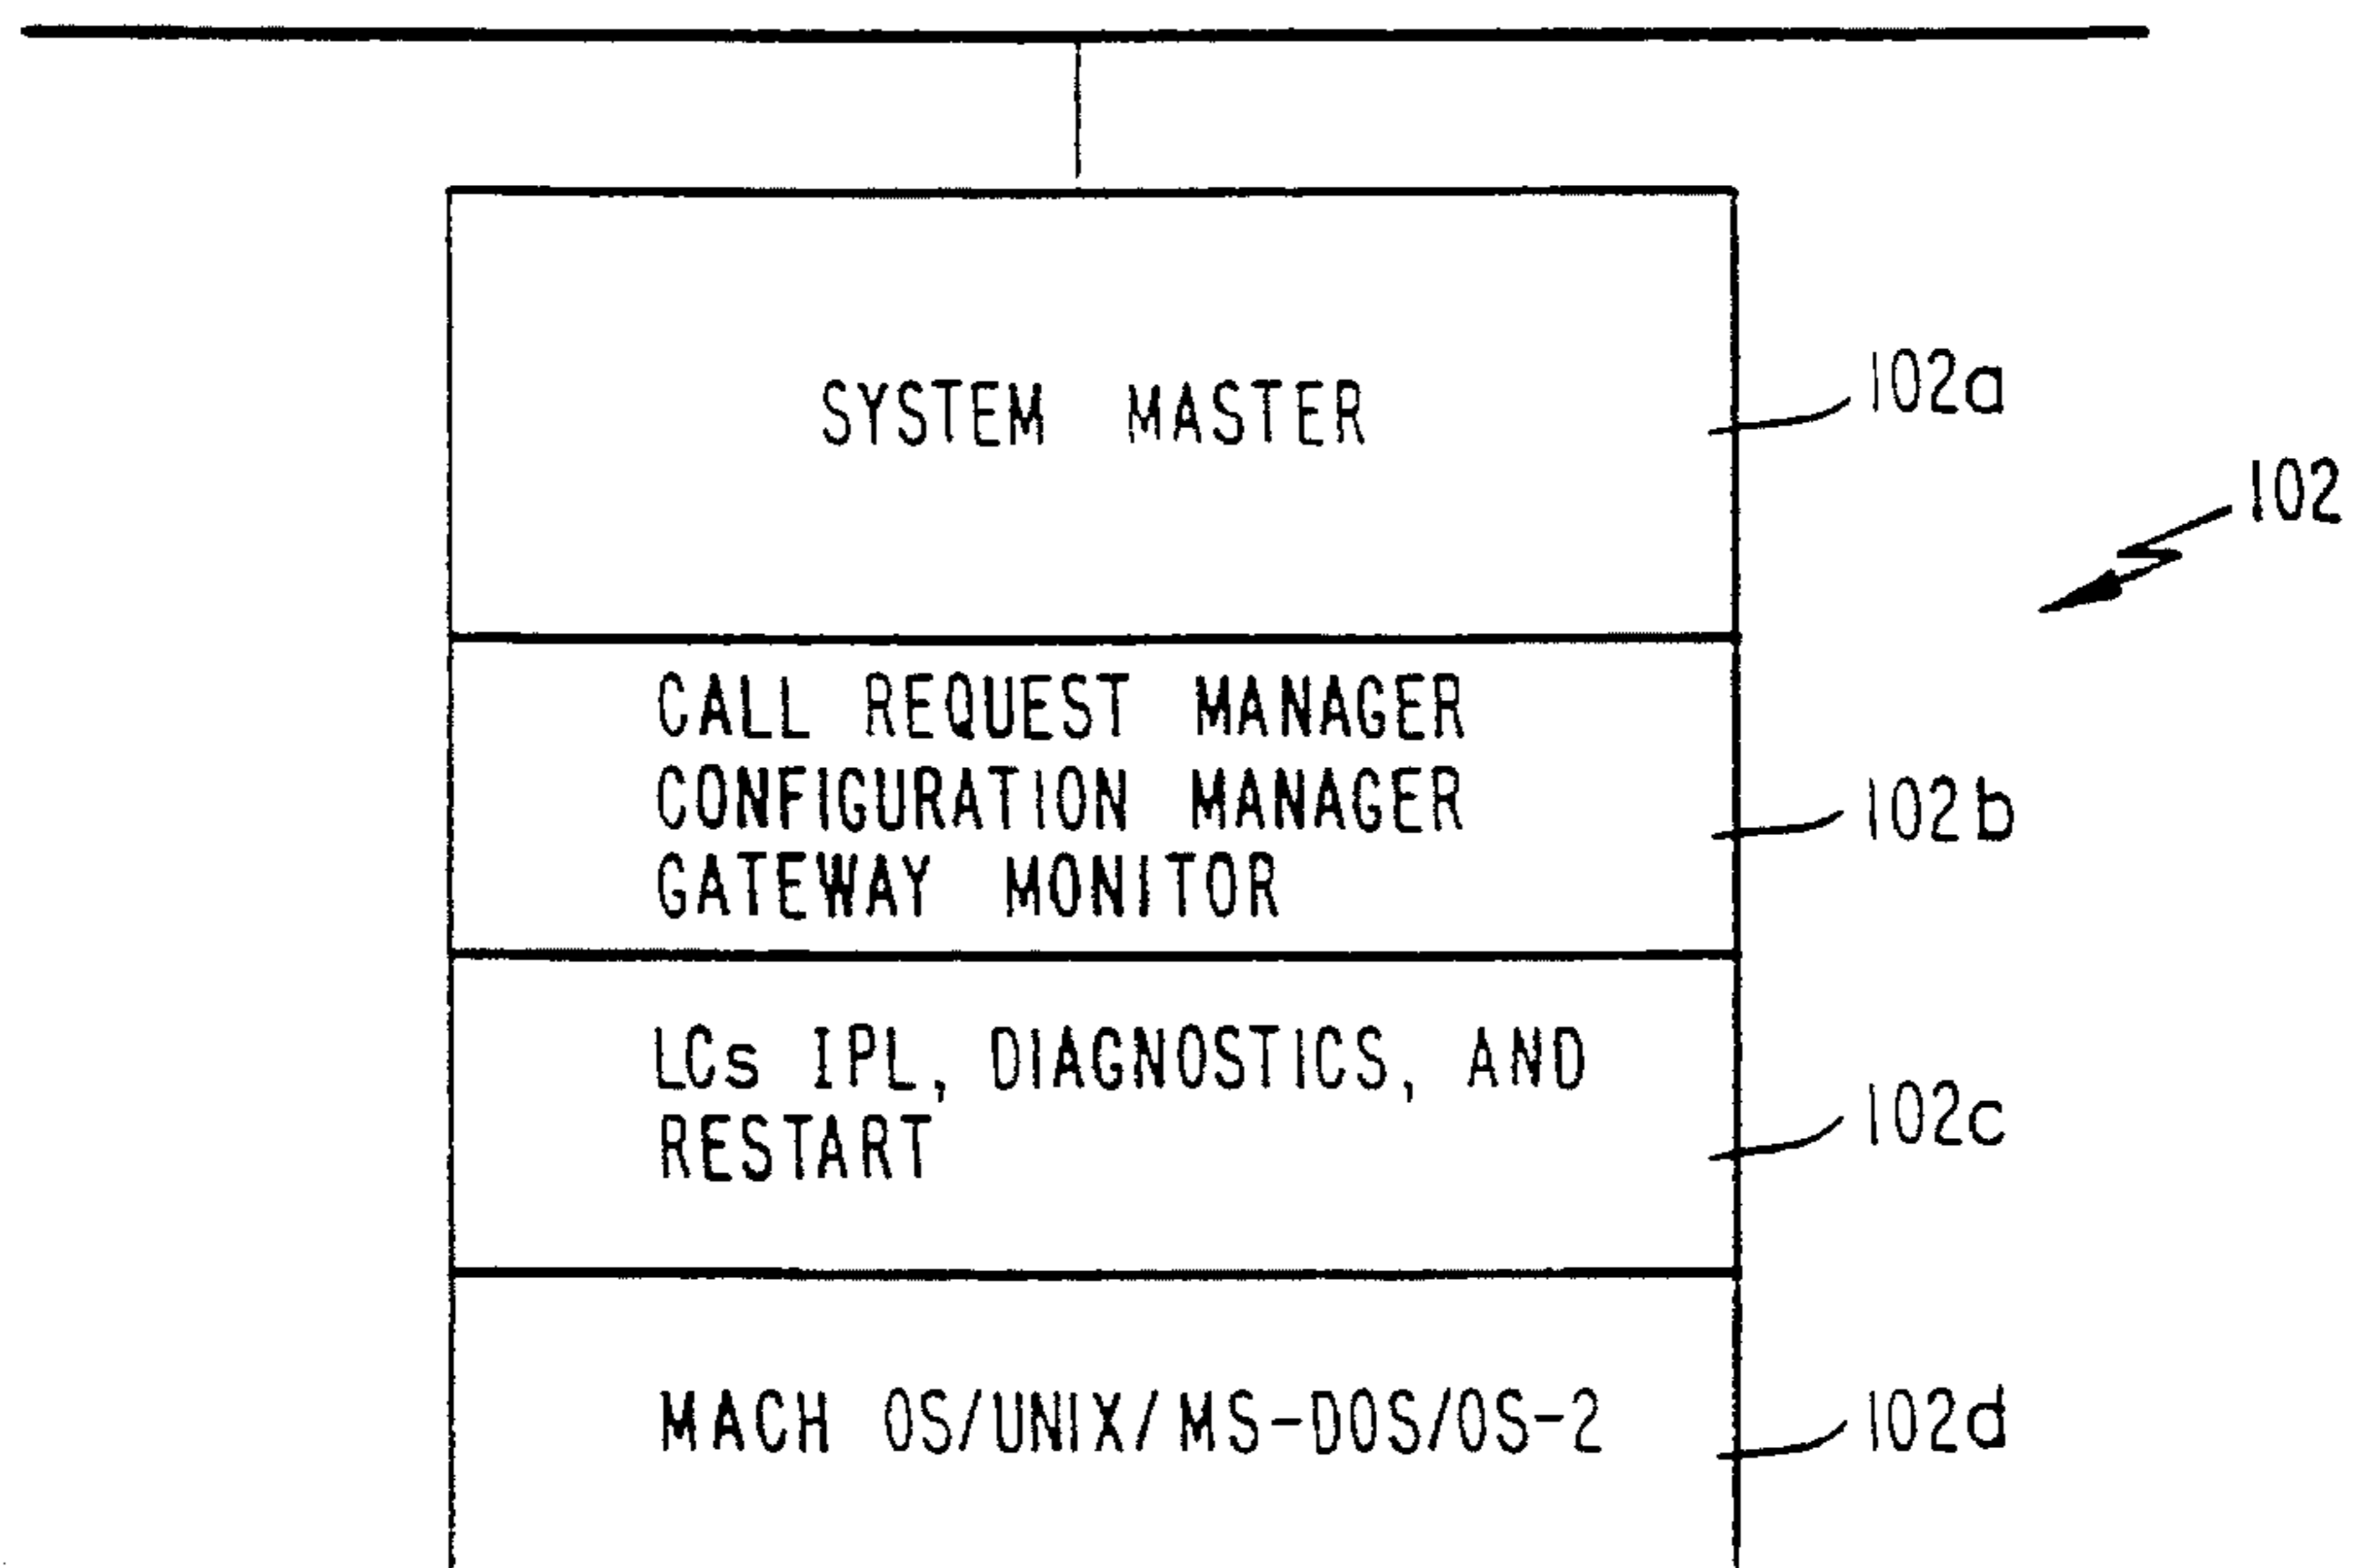 SYSTEM MASTER
102a
102
CALL REQUEST MANAGER
CONFIGURATION MANAGER
GATEWAY MONITOR
102b
LCs IPL, DIAGNOSTICS, AND
RESTART
102c
MACH OS/UNIX/MS-DOS/OS-2
102d